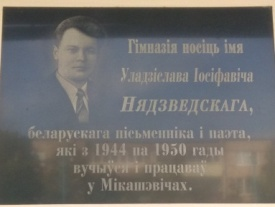 Гімназія носіць імя
Уладзіслава Іосіфавіча
НЯДЗВЕДСКАГА,
беларускага пісьменніка і паэта,
які з 1944 па 1950 гады
вучыўся і працаваў
у Мікашэвічах.